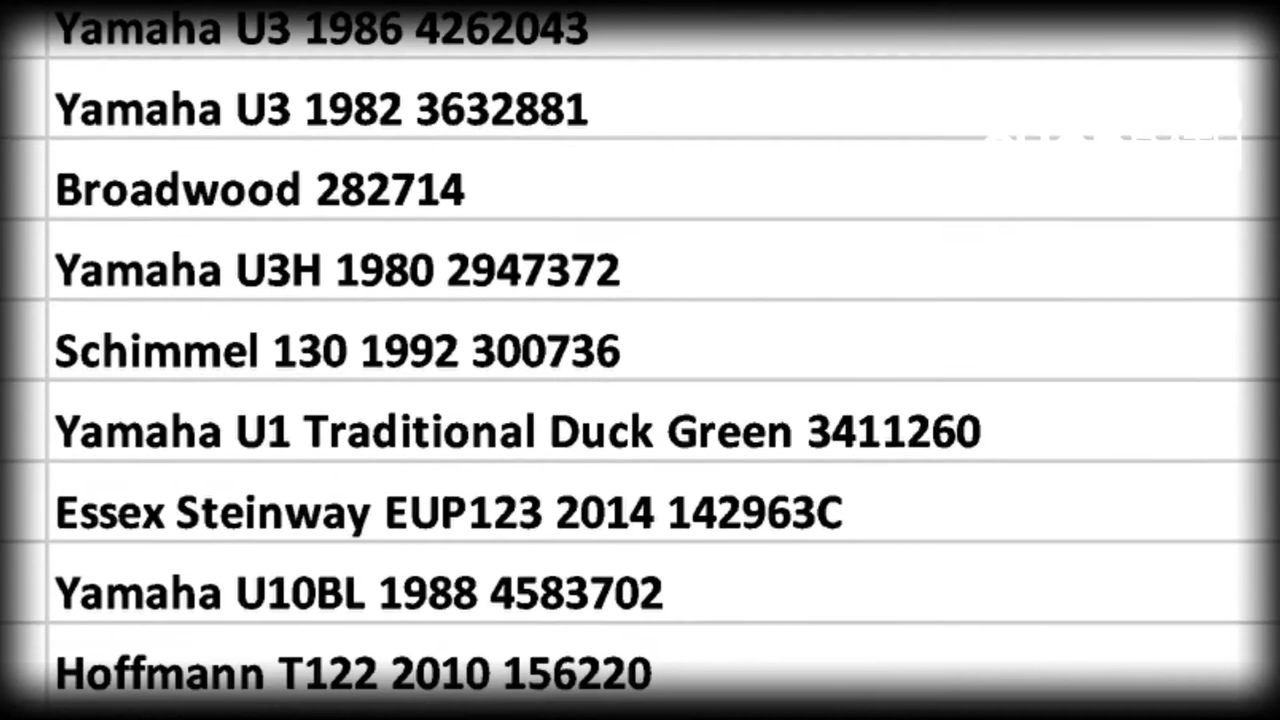 Yamaha U3 1986 4262043
Yamaha U3 1982 3632881
Broadwood 282714
Yamaha U3H 1980 2947372
Schimmel 130 1992 300736
Yamaha U1 Traditional Duck Green 3411260
Essex Steinway EUP123 2014 142963C
Yamaha U10BL 1988 4583702
Hoffmann T122 2010 156220